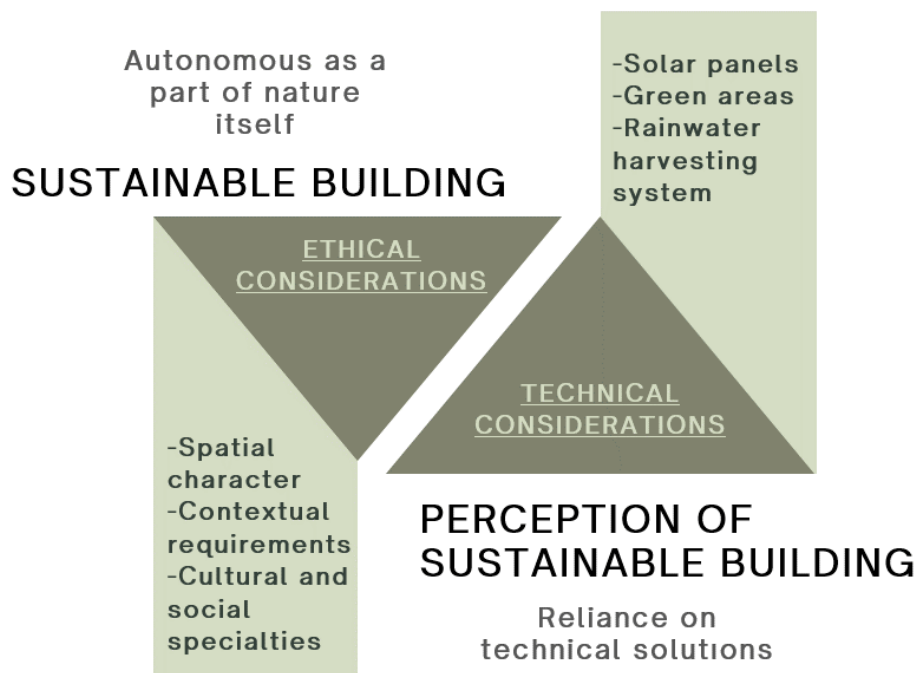 Autonomous as a
part of nature
itself
SUSTAINABLE BUILDING
ETHICAL
CONSIDERATIONS
-Spatial
character
-Contextual
requirements
-Cultural and
social
specialties
-Solar panels
-Green areas
-Rainwater
harvesting
system
TECHNICAL
CONSIDERATIONS
PERCEPTION OF
SUSTAINABLE BUILDING
Reliance on
technical solutions